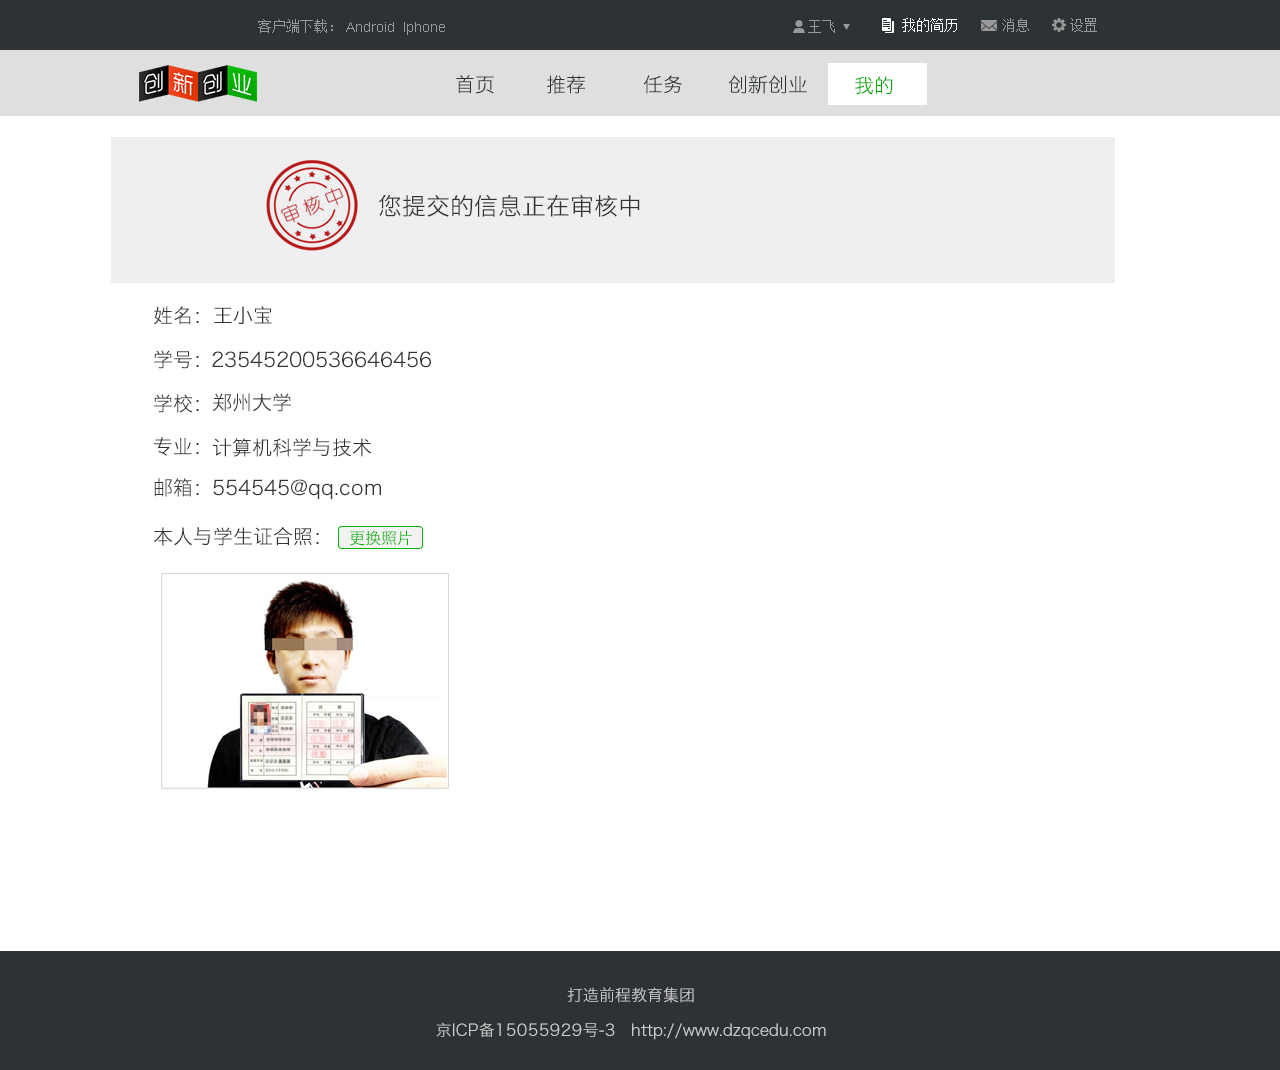 客户端下载： Android Iphone 王飞 我的简历 消息 设置
创新创业 首页 推荐 任务 创新创业 我的
审核中 您提交的信息正在审核中
姓名：王小宝
学号：23545200536646456
学校：郑州大学
专业：计算机科学与技术
邮箱：554545@qq.com
本人与学生证合照： 更换照片
打造前程教育集团
京ICP备15055929号-3 http://www.dzqcedu.com